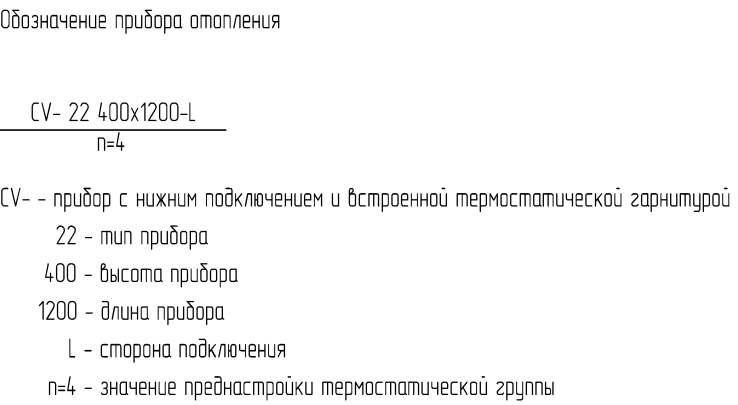 Обозначение прибора отопления
CV- 22 400х1200-L
n=4
CV- - прибор с нижним подключением и встроенной термостатической гарнитурой
22 - тип прибора
400 - высота прибора
1200 - длина прибора
L - сторона подключения
n=4 - значение преднастройки термостатической группы